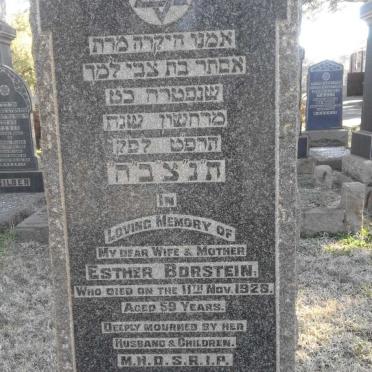 אמנו היקרה מרת
אסתר בת צבי למך
שנפטרה כט
מרחשון שנת
תרפט לפק
ת'נ'צ'ב'ה
IN
LOVING MEMORY OF
MY DEAR WIFE & MOTHER
ESTHER BORSTEIN.
WHO DIED ON THE 11TH NOV. 1928.
AGED 59 YEARS.
DEEPLY MOURNED BY HER
HUSBAND & CHILDREN.
M.H.D.S.R.I.P.